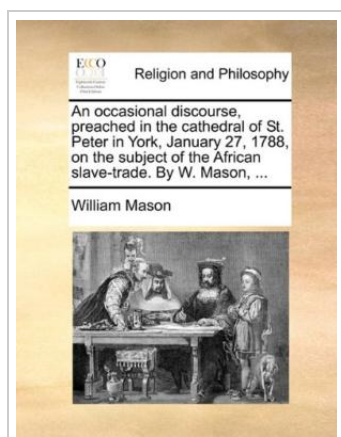 ECCO
Religion and Philosophy
An occasional discourse,
preached in the cathedral of St.
Peter in York, January 27, 1788,
on the subject of the African
slave-trade. By W. Mason, ...
William Mason